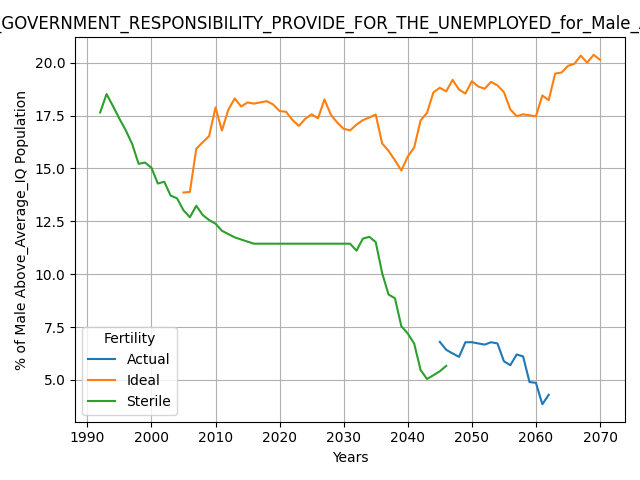 GOVERNMENT_RESPONSIBILITY_PROVIDE_FOR_THE_UNEMPLOYED_for_Male_
% of Male Above_Average_IQ Population
20.0
17.5
15.0
12.5
10.0
7.5
5.0
Fertility
Actual
Ideal
Sterile
1990 2000 2010 2020 2030 2040 2050 2060 2070
Years